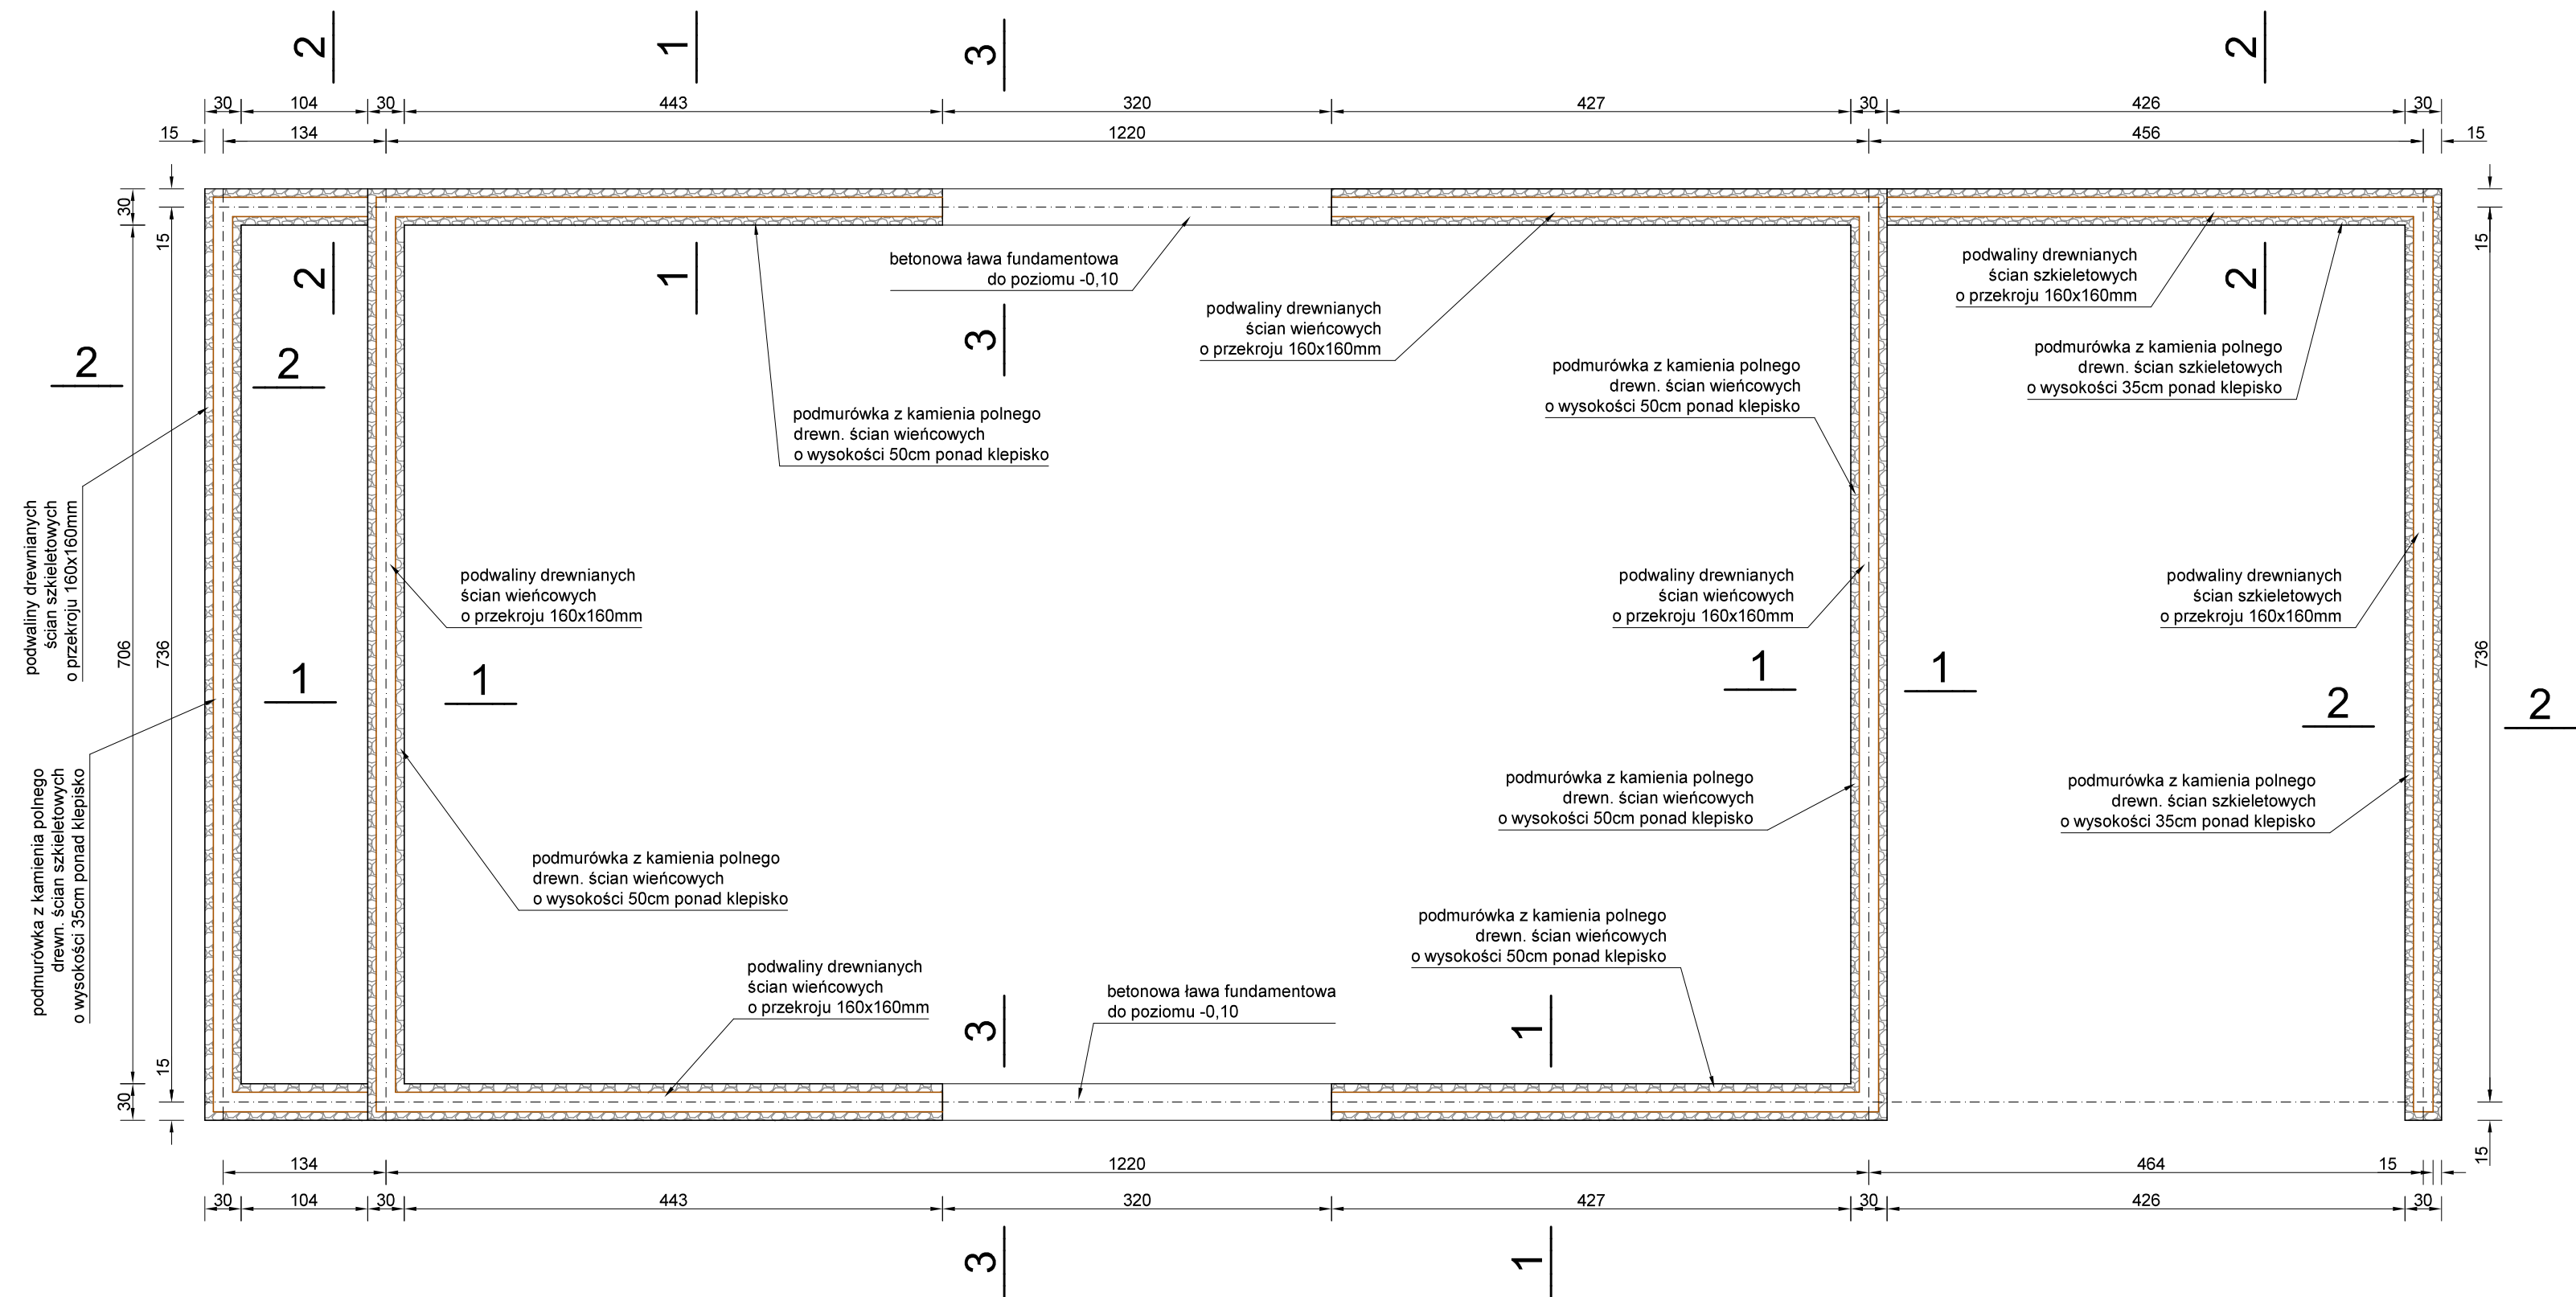 2
1
3
2
30
104
30
443
320
427
30
426
30
15
134
1220
456
15
30
15
15
2
1
3
2
betonowa ława fundamentowa
do poziomu -0,10
podwaliny drewnianych
ścian wieńcowych
o przekroju 160x160mm
podwaliny drewnianych
ścian szkieletowych
o przekroju 160x160mm
podmurówka z kamienia polnego
drewn. ścian szkieletowych
o wysokości 35cm ponad klepisko
2
2
podmurówka z kamienia polnego
drewn. ścian wieńcowych
o wysokości 50cm ponad klepisko
podmurówka z kamienia polnego
drewn. ścian wieńcowych
o wysokości 50cm ponad klepisko
podwaliny drewnianych
ścian szkieletowych
o przekroju 160x160mm
podwaliny drewnianych
ścian wieńcowych
o przekroju 160x160mm
podwaliny drewnianych
ścian wieńcowych
o przekroju 160x160mm
podwaliny drewnianych
ścian szkieletowych
o przekroju 160x160mm
706
736
736
1
1
1
1
2
2
podmurówka z kamienia polnego
drewn. ścian szkieletowych
o wysokości 35cm ponad klepisko
podmurówka z kamienia polnego
drewn. ścian wieńcowych
o wysokości 50cm ponad klepisko
podmurówka z kamienia polnego
drewn. ścian szkieletowych
o wysokości 35cm ponad klepisko
podmurówka z kamienia polnego
drewn. ścian wieńcowych
o wysokości 50cm ponad klepisko
podmurówka z kamienia polnego
drewn. ścian wieńcowych
o wysokości 50cm ponad klepisko
podwaliny drewnianych
ścian wieńcowych
o przekroju 160x160mm
betonowa ława fundamentowa
do poziomu -0,10
3
1
15
30
15
134
1220
464
15
30
104
30
443
320
427
30
426
30
3
1